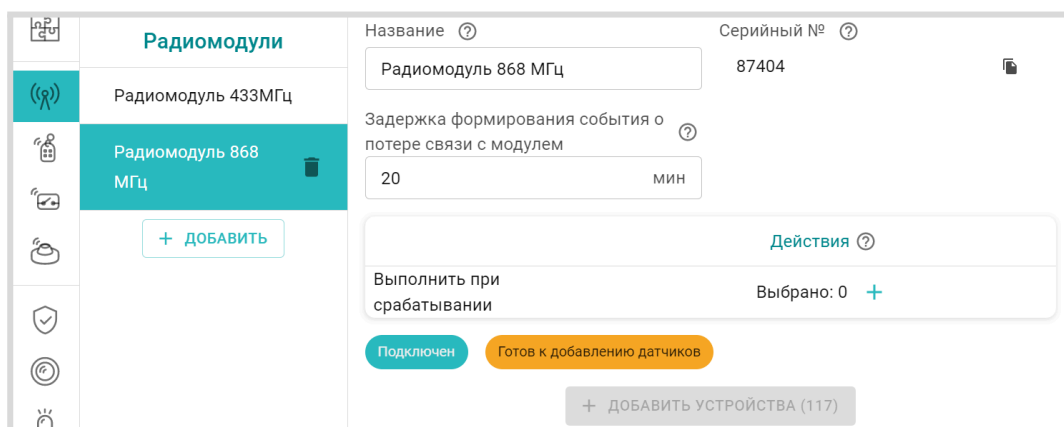 Радиомодули
Радиомодуль 433МГц
Радиомодуль 868
МГц
+ ДОБАВИТЬ
Название
Радиомодуль 868 МГц
Серийный №
87404
Задержка формирования события о
потере связи с модулем
20 мин
Действия
Выполнить при
срабатывании
Выбрано: 0 +
Подключен
Готов к добавлению датчиков
+ ДОБАВИТЬ УСТРОЙСТВА (117)